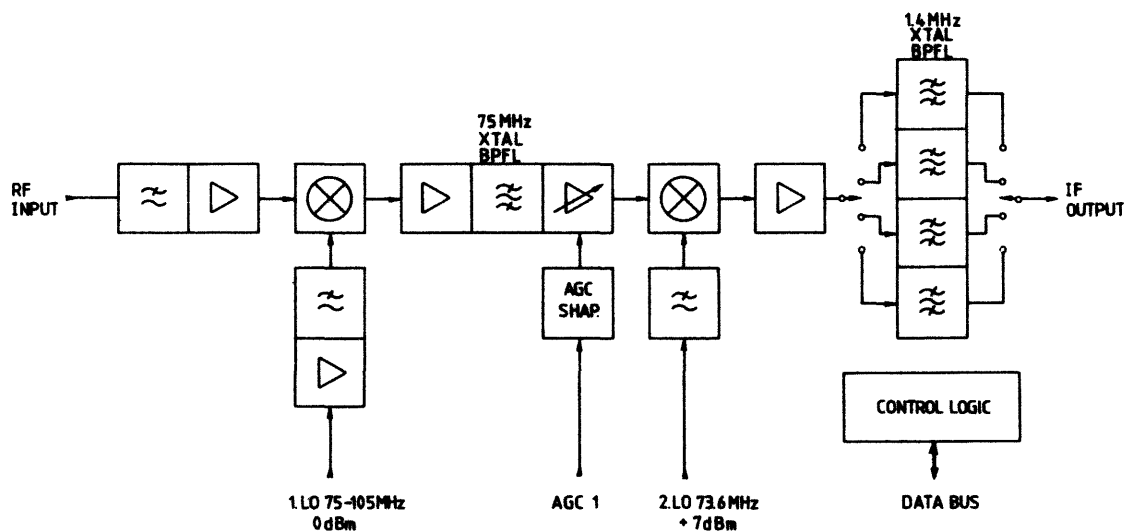 1.4MHz
XTAL
BPFL
75MHz
XTAL
BPFL
RF
INPUT
IF
OUTPUT
AGC
SHAP.
CONTROL LOGIC
1.LO 75-105MHz
0dBm
AGC 1
2.LO 73.6MHz
+7dBm
DATA BUS